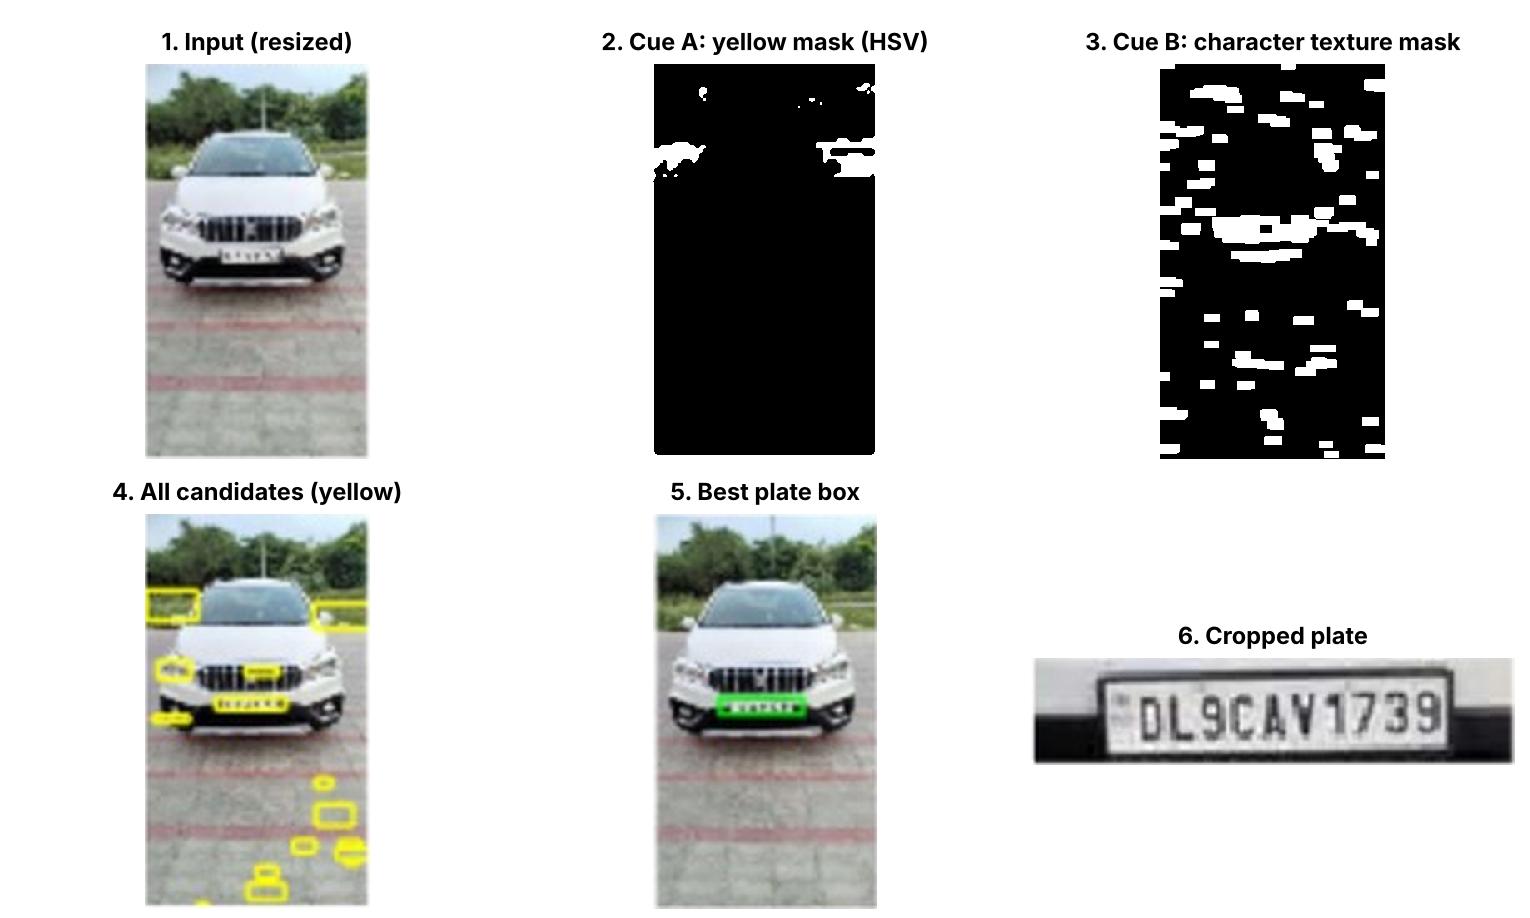 1. Input (resized)
2. Cue A: yellow mask (HSV)
3. Cue B: character texture mask
4. All candidates (yellow)
5. Best plate box
6. Cropped plate
DL9CAV1739